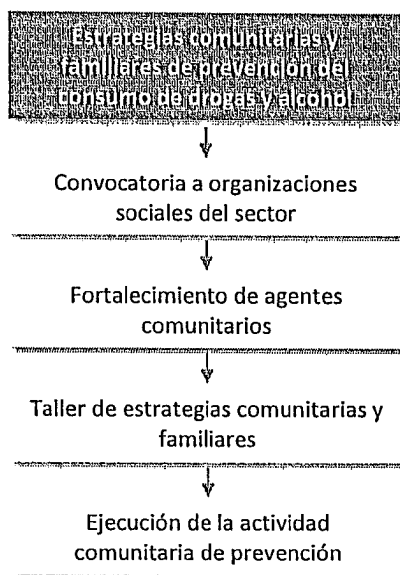 Estrategias comunitarias y
familiares de prevención del
consumo de drogas y alcohol
Convocatoria a organizaciones
sociales del sector
Fortalecimiento de agentes
comunitarios
Taller de estrategias comunitarias y
familiares
Ejecución de la actividad
comunitaria de prevención